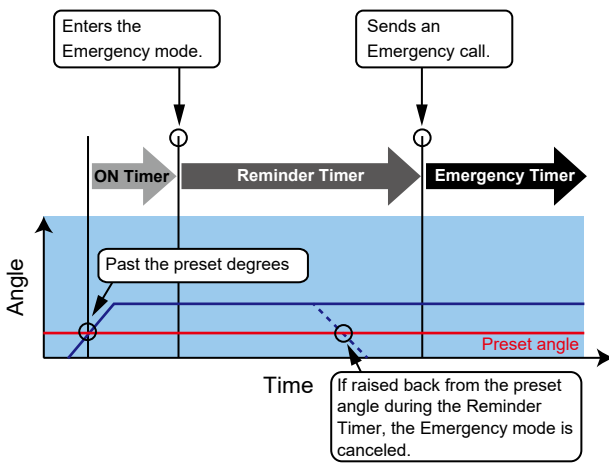 Enters the
Emergency mode.
Sends an
Emergency call.
ON Timer
Reminder Timer
Emergency Timer
Past the preset degrees
Angle
Preset angle
Time
If raised back from the preset
angle during the Reminder
Timer, the Emergency mode is
canceled.